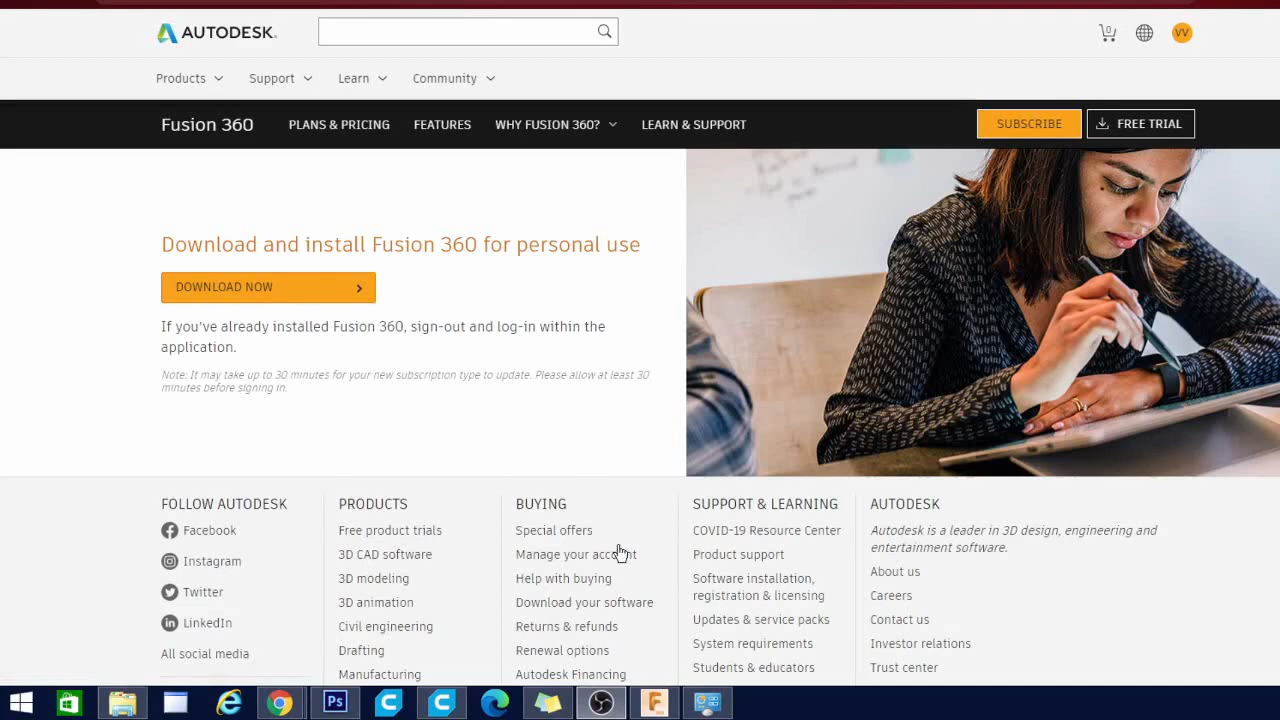 AUTODESK.
0
VV
Products
Support
Learn
Community
Fusion 360
PLANS & PRICING
FEATURES
WHY FUSION 360?
LEARN & SUPPORT
SUBSCRIBE
FREE TRIAL
Download and install Fusion 360 for personal use
DOWNLOAD NOW
If you've already installed Fusion 360, sign-out and log-in within the
application.
Note: It may take up to 30 minutes for your new subscription type to update. Please allow at least 30
minutes before signing in.
FOLLOW AUTODESK
Facebook
Instagram
Twitter
LinkedIn
All social media
PRODUCTS
Free product trials
3D CAD software
3D modeling
3D animation
Civil engineering
Drafting
Manufacturing
BUYING
Special offers
Manage your account
Help with buying
Download your software
Returns & refunds
Renewal options
Autodesk Financing
SUPPORT & LEARNING
COVID-19 Resource Center
Product support
Software installation,
registration & licensing
Updates & service packs
System requirements
Students & educators
AUTODESK
Autodesk is a leader in 3D design, engineering and
entertainment software.
About us
Careers
Contact us
Investor relations
Trust center
Ps